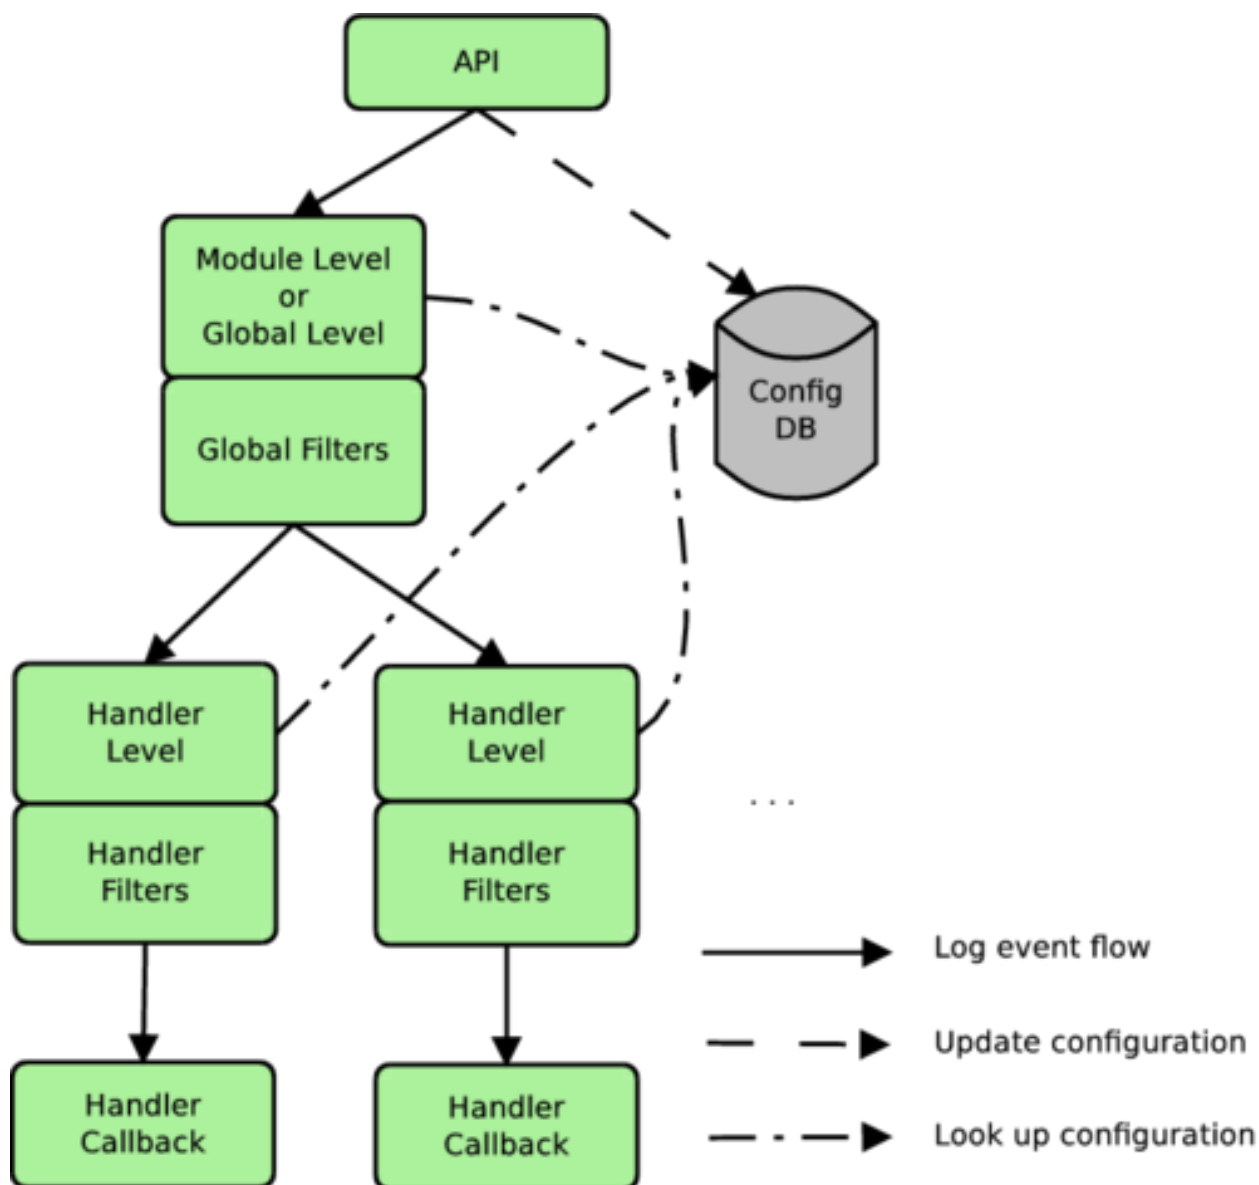 API
Module Level
or
Global Level
Global Filters
Config
DB
Handler
Level
Handler
Level
Handler
Filters
Handler
Filters
. . .
Log event flow
Update configuration
Look up configuration
Handler
Callback
Handler
Callback